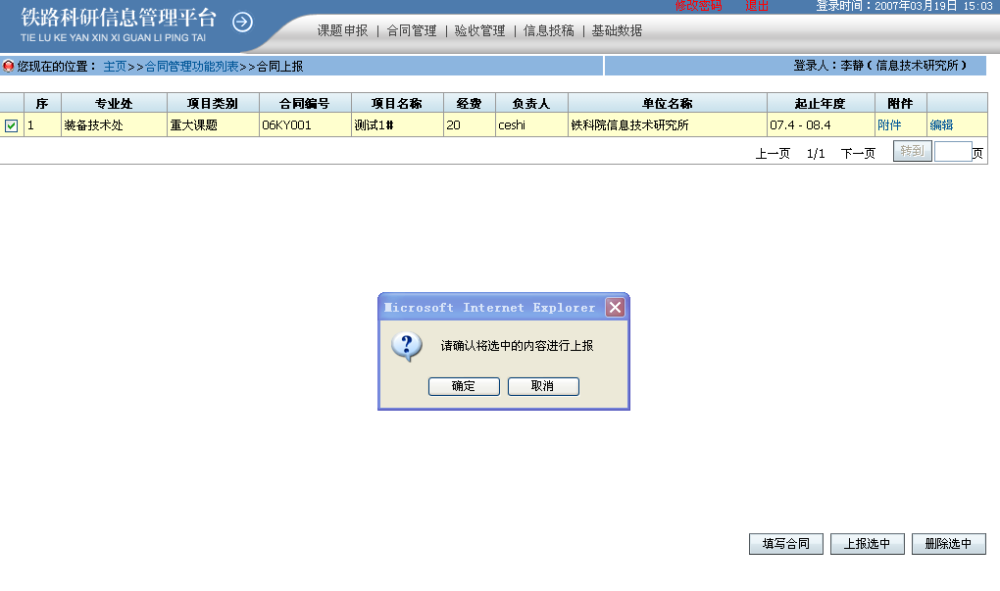 修改密码 退出 登录时间：2007年03月19日 15:03
铁路科研信息管理平台
TIE LU KE YAN XIN XI GUAN LI PING TAI
课题申报 | 合同管理 | 验收管理 | 信息投稿 | 基础数据
您现在的位置： 主页>>合同管理功能列表>>合同上报 登录人：李静（信息技术研究所）
序 专业处 项目类别 合同编号 项目名称 经费 负责人 单位名称 起止年度 附件
1 装备技术处 重大课题 06KY001 测试1# 20 ceshi 铁科院信息技术研究所 07.4 - 08.4 附件 编辑
上一页 1/1 下一页 转到 页
Microsoft Internet Explorer
请确认将选中的内容进行上报
确定 取消
填写合同 上报选中 删除选中